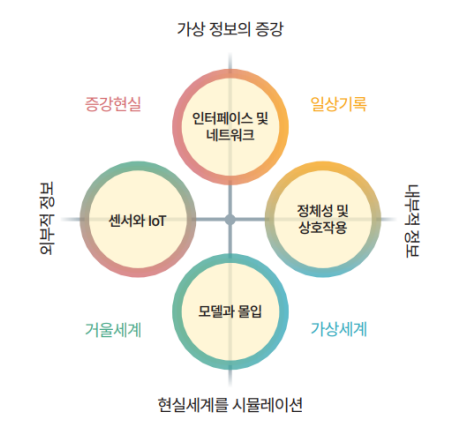 가상 정보의 증강
증강현실
일상기록
인터페이스 및
네트워크
외부적 정보
센서와 IoT
정체성 및
상호작용
내부적 정보
모델과 몰입
거울세계
가상세계
현실세계를 시뮬레이션